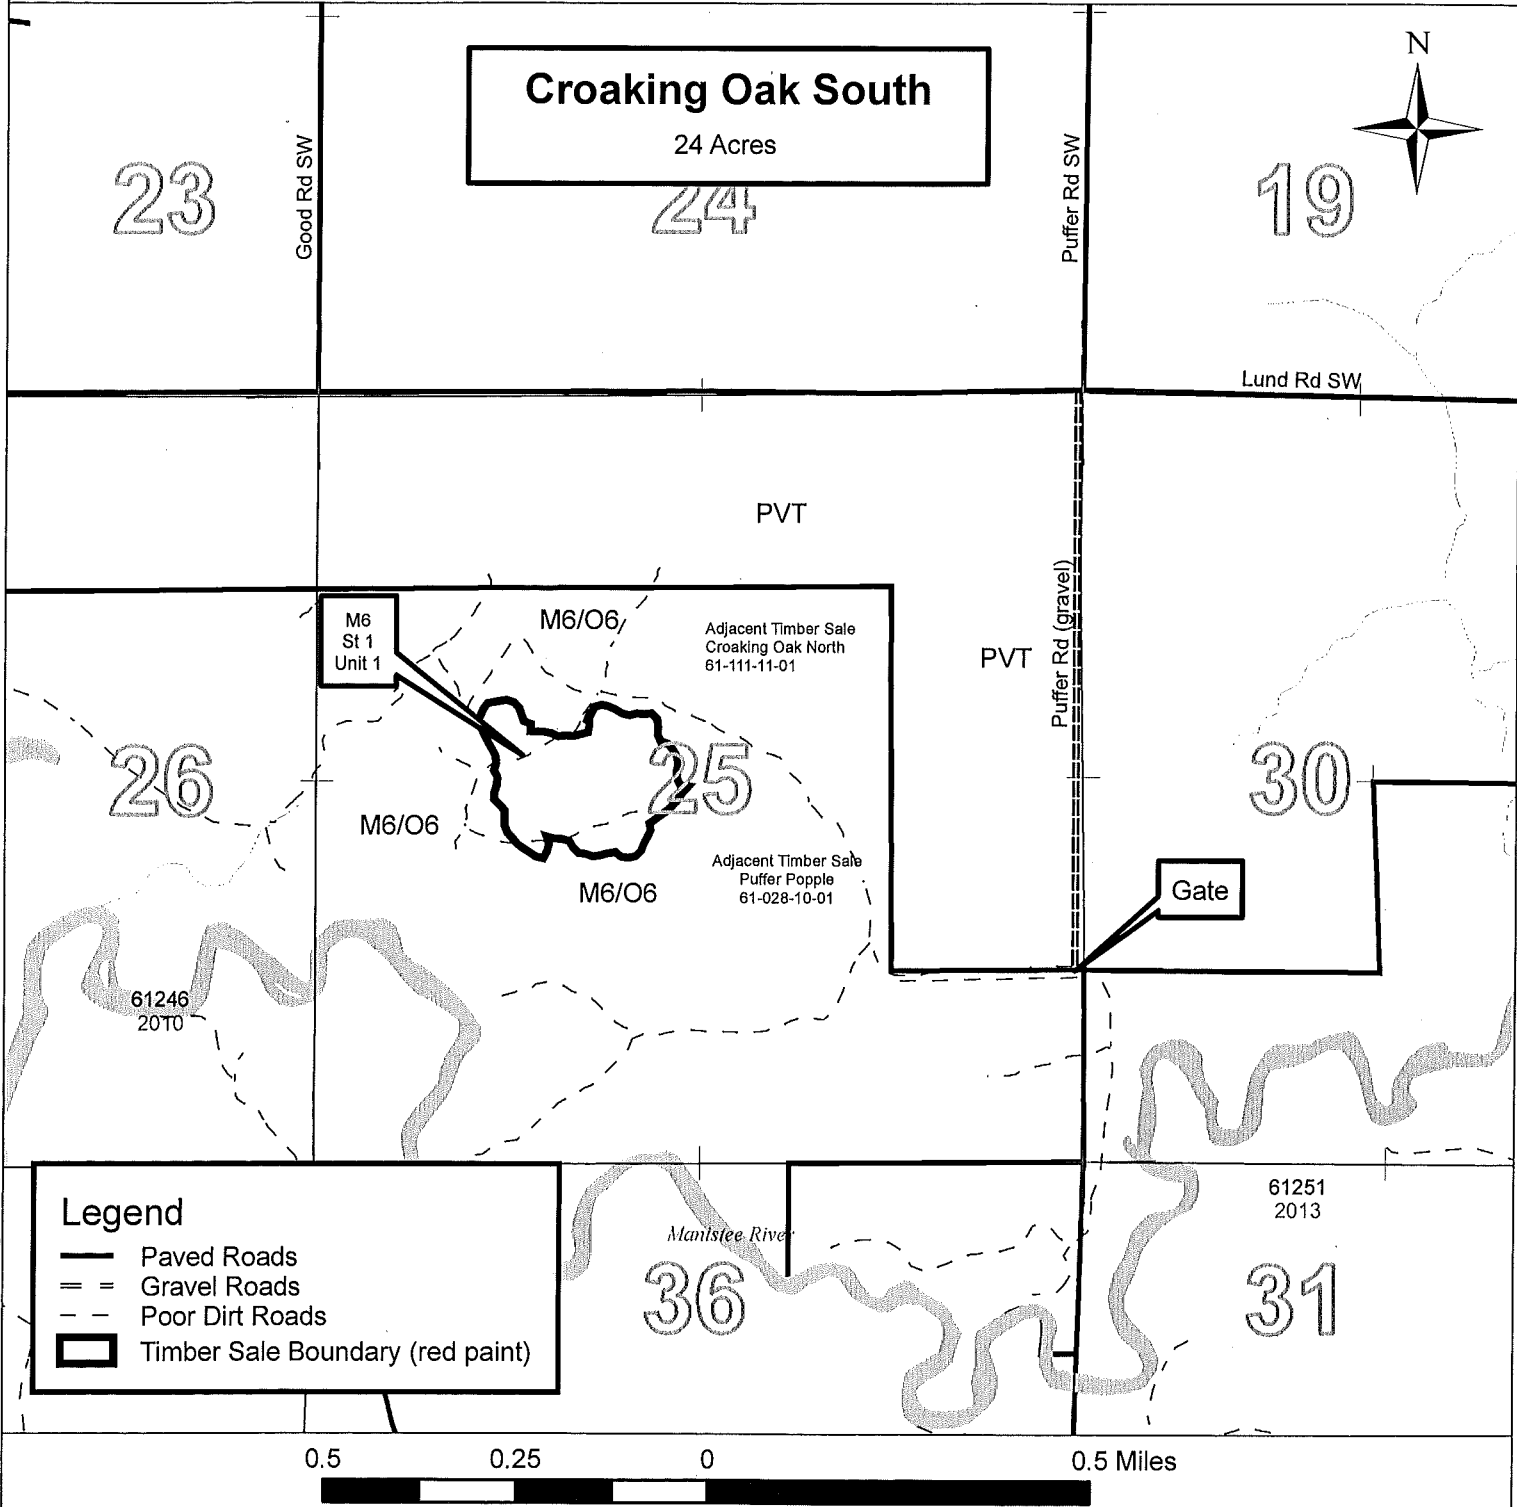 N
Croaking Oak South
24 Acres
23
Good Rd SW
24
Puffer Rd SW
19
Lund Rd SW
PVT
M6
St 1
Unit 1
M6/O6
Adjacent Timber Sale
Croaking Oak North
61-111-11-01
PVT
Puffer Rd (gravel)
26
25
30
M6/O6
M6/O6
Adjacent Timber Sale
Puffer Popple
61-028-10-01
Gate
61246
2010
61251
2013
Manistee River
36
31
Legend
Paved Roads
Gravel Roads
Poor Dirt Roads
Timber Sale Boundary (red paint)
0.5 0.25 0 0.5 Miles